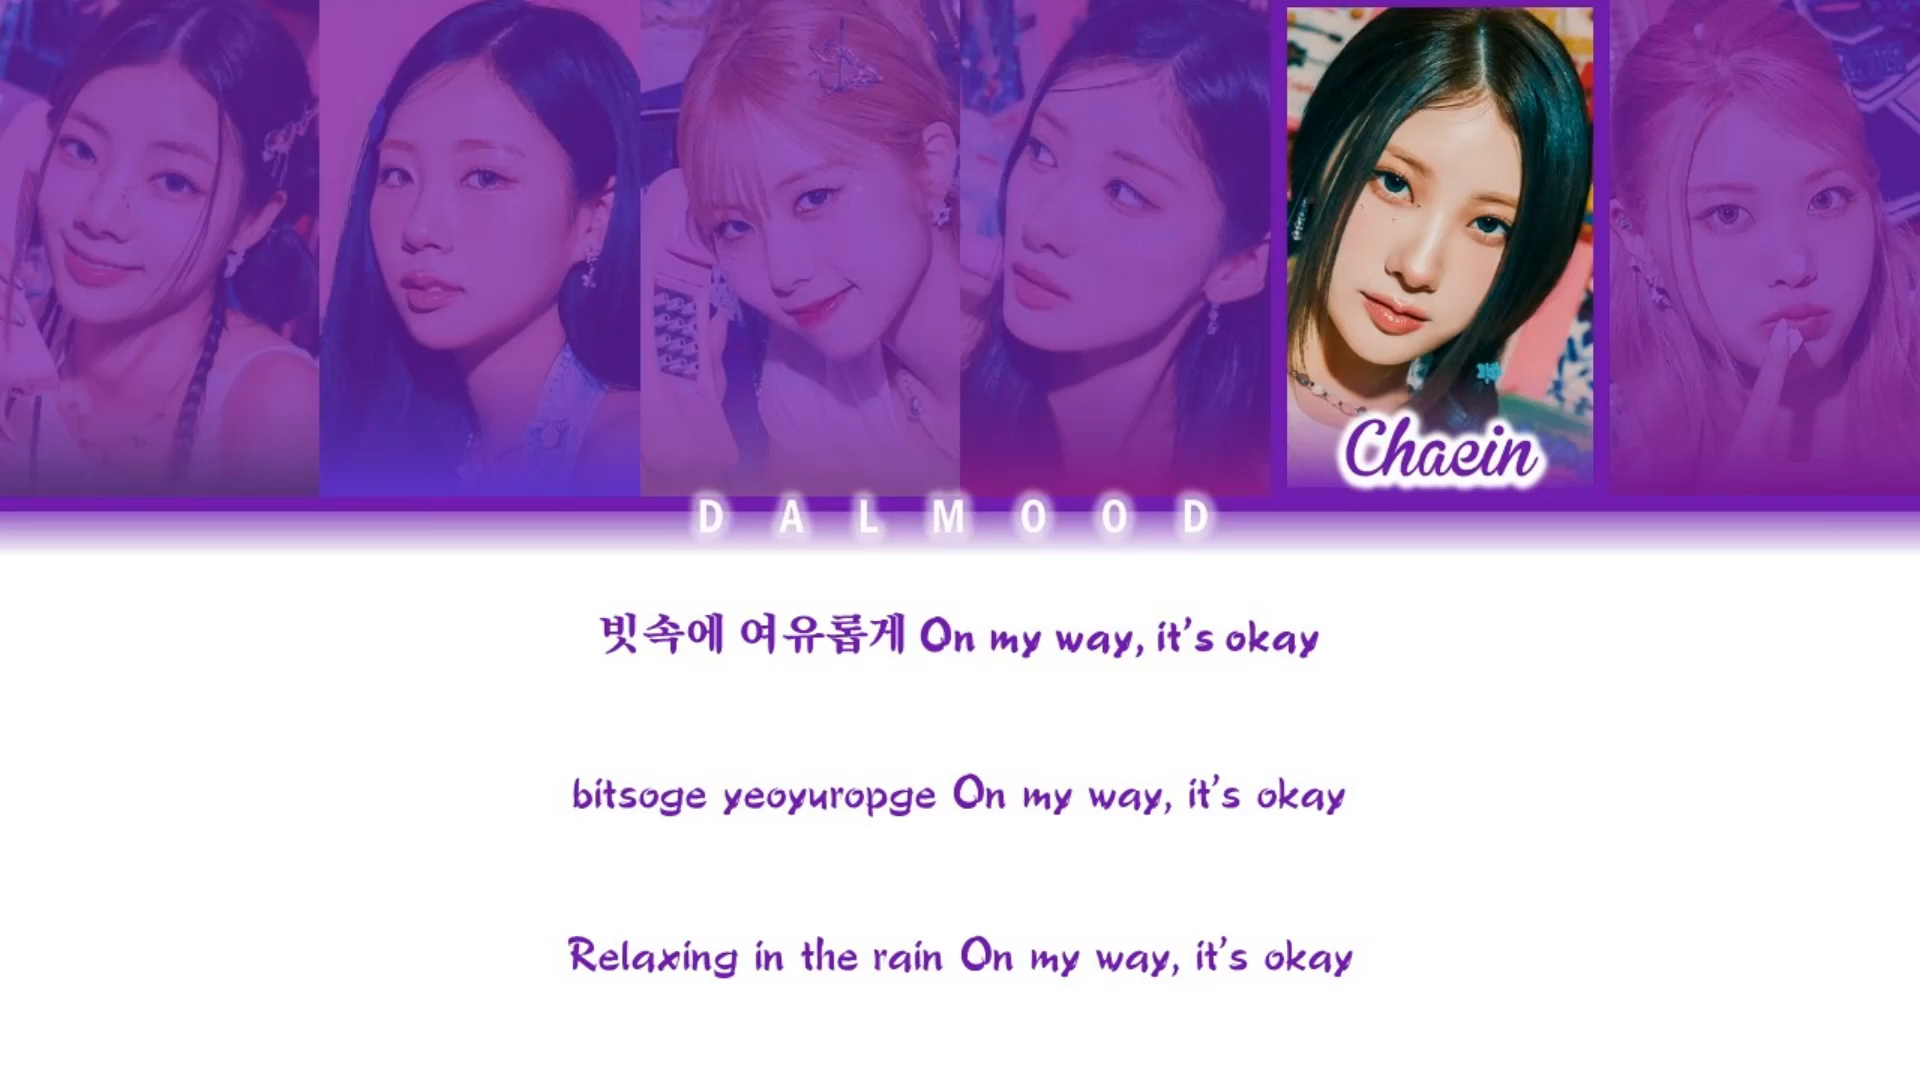 Chaein
DALMOOD
빗속에 여유롭게 On my way, it's okay
bitsoge yeoyuropge On my way, it's okay
Relaxing in the rain On my way, it's okay